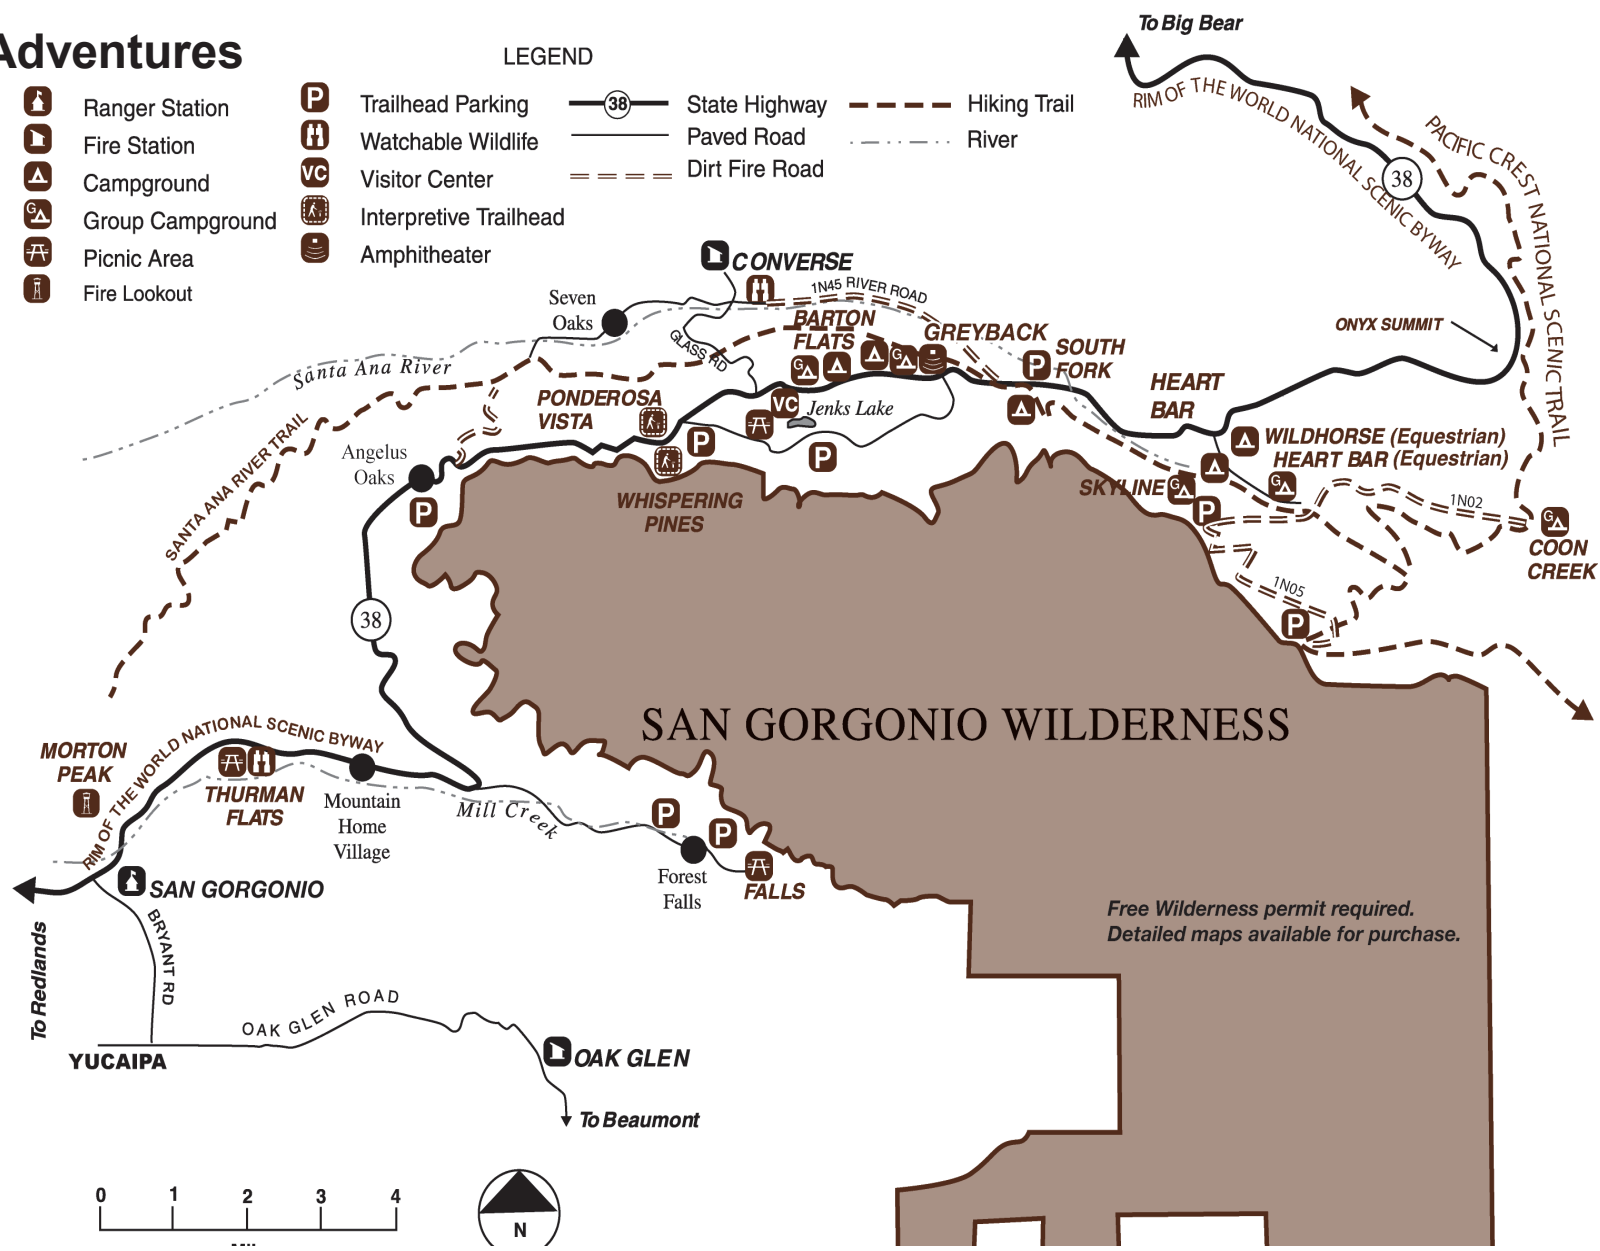 Adventures
LEGEND
Ranger Station
Fire Station
Campground
Group Campground
Picnic Area
Fire Lookout
P
Trailhead Parking
Watchable Wildlife
VC
Visitor Center
Interpretive Trailhead
Amphitheater
G
38
State Highway
Paved Road
Dirt Fire Road
Hiking Trail
River
To Big Bear
RIM OF THE WORLD NATIONAL SCENIC BYWAY
PACIFIC CREST NATIONAL SCENIC TRAIL
38
ONYX SUMMIT
CONVERSE
1N45 RIVER ROAD
Seven
Oaks
GLASS RD
BARTON
FLATS
GREYBACK
G
G
P
SOUTH
FORK
Santa Ana River
PONDEROSA
VISTA
VC
Jenks Lake
HEART
BAR
WILDHORSE (Equestrian)
HEART BAR (Equestrian)
SANTA ANA RIVER TRAIL
Angelus
Oaks
P
P
P
WHISPERING
PINES
SKYLINE
G
G
P
1N02
G
COON
CREEK
1N05
P
38
SAN GORGONIO WILDERNESS
MORTON
PEAK
RIM OF THE WORLD NATIONAL SCENIC BYWAY
THURMAN
FLATS
Mountain
Home
Village
Mill Creek
P
P
Forest
Falls
FALLS
SAN GORGONIO
Free Wilderness permit required.
Detailed maps available for purchase.
To Redlands
BRYANT RD
OAK GLEN ROAD
YUCAIPA
OAK GLEN
To Beaumont
0 1 2 3 4
N